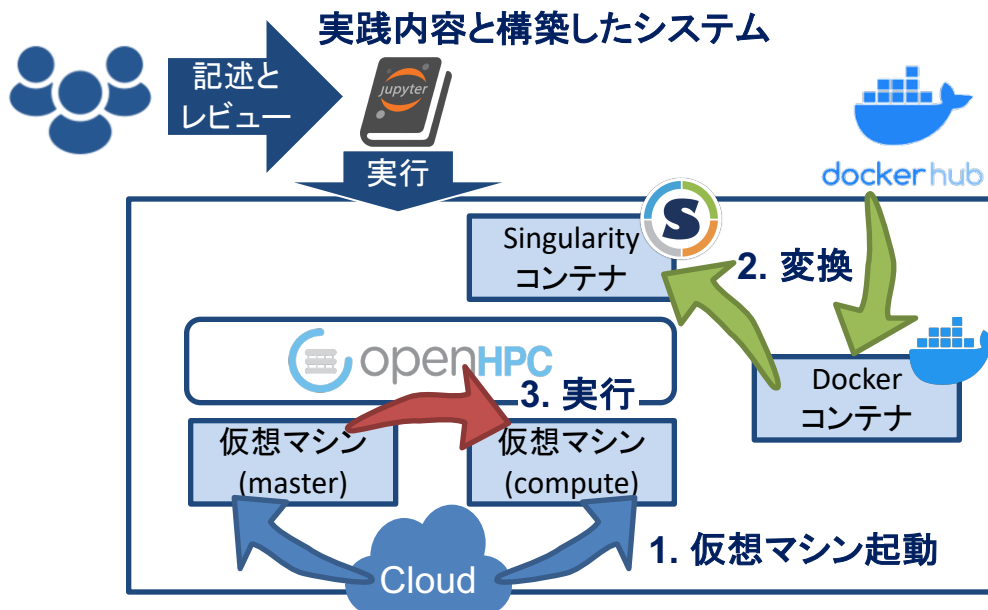 実践内容と構築したシステム
記述と
レビュー
jupyter
実行
docker hub
Singularity
コンテナ
S
2. 変換
openHPC
Docker
コンテナ
3. 実行
仮想マシン
(master)
仮想マシン
(compute)
1. 仮想マシン起動
Cloud